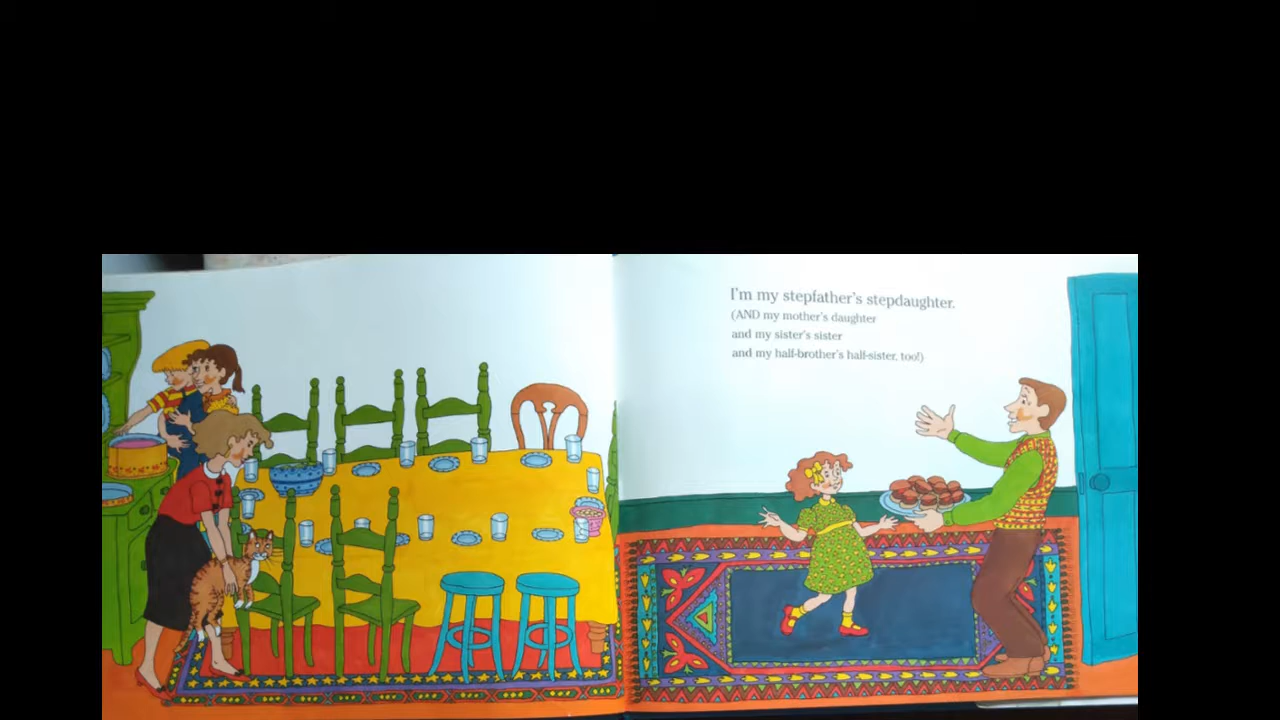 I'm my stepfather's stepdaughter.
(AND my mother's daughter
and my sister's sister
and my half-brother's half-sister, too!)